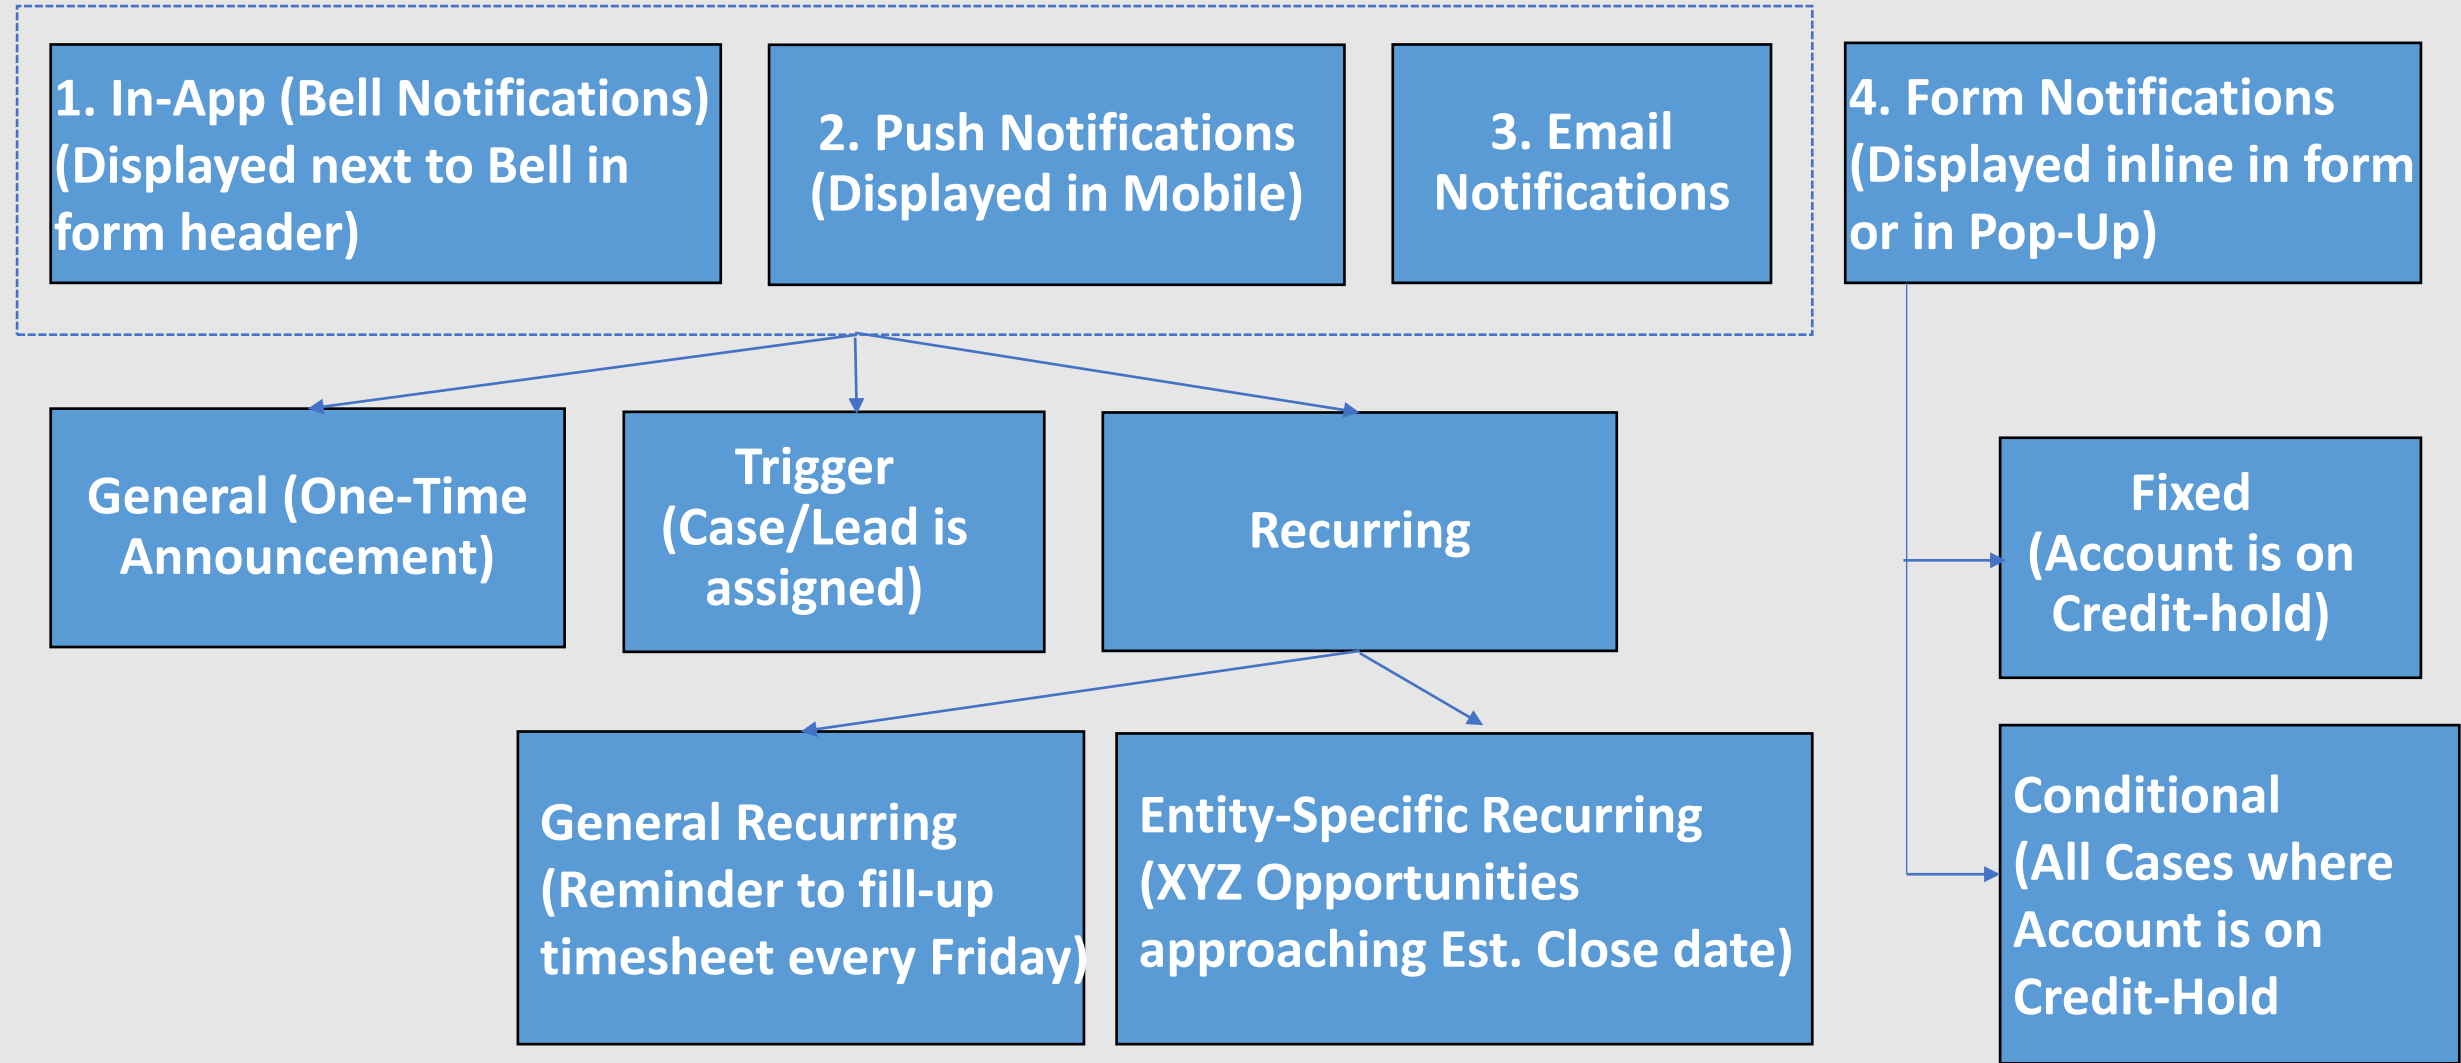 1. In-App (Bell Notifications)
(Displayed next to Bell in
form header)
2. Push Notifications
(Displayed in Mobile)
3. Email
Notifications
4. Form Notifications
(Displayed inline in form
or in Pop-Up)
General (One-Time
Announcement)
Trigger
(Case/Lead is
assigned)
Recurring
Fixed
(Account is on
Credit-hold)
General Recurring
(Reminder to fill-up
timesheet every Friday)
Entity-Specific Recurring
(XYZ Opportunities
approaching Est. Close date)
Conditional
(All Cases where
Account is on
Credit-Hold